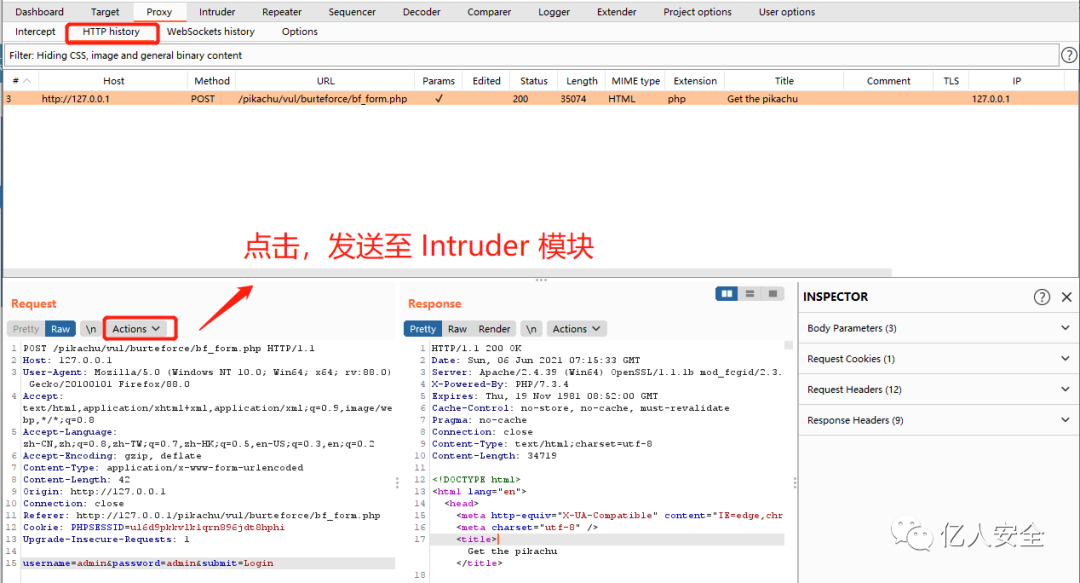 Dashboard Target Proxy Intruder Repeater Sequencer Decoder Comparer Logger Extender Project options User options
Intercept HTTP history WebSockets history Options
Filter: Hiding CSS, image and general binary content
# Host Method URL Params Edited Status Length MIME type Extension Title Comment TLS IP
3 http://127.0.0.1 POST /pikachu/vul/burteforce/bf_form.php ✓ 200 35074 HTML php Get the pikachu 127.0.0.1
点击，发送至 Intruder 模块
Request
Pretty Raw \n Actions
1 POST /pikachu/vul/burteforce/bf_form.php HTTP/1.1
2 Host: 127.0.0.1
3 User-Agent: Mozilla/5.0 (Windows NT 10.0; Win64; x64; rv:88.0)
Gecko/20100101 Firefox/88.0
4 Accept:
text/html,application/xhtml+xml,application/xml;q=0.9,image/we
bp,*/*;q=0.8
5 Accept-Language:
zh-CN,zh;q=0.8,zh-TW;q=0.7,zh-HK;q=0.5,en-US;q=0.3,en;q=0.2
6 Accept-Encoding: gzip, deflate
7 Content-Type: application/x-www-form-urlencoded
8 Content-Length: 42
9 Origin: http://127.0.0.1
10 Connection: close
11 Referer: http://127.0.0.1/pikachu/vul/burteforce/bf_form.php
12 Cookie: PHPSESSID=ul6d9pkkvlklqrn896jdt8hphi
13 Upgrade-Insecure-Requests: 1
14
15 username=admin&password=admin&submit=Login
Response
Pretty Raw Render \n Actions
1 HTTP/1.1 200 OK
2 Date: Sun, 06 Jun 2021 07:15:33 GMT
3 Server: Apache/2.4.39 (Win64) OpenSSL/1.1.1b mod_fcgid/2.3.
4 X-Powered-By: PHP/7.3.4
5 Expires: Thu, 19 Nov 1981 08:52:00 GMT
6 Cache-Control: no-store, no-cache, must-revalidate
7 Pragma: no-cache
8 Connection: close
9 Content-Type: text/html;charset=utf-8
10 Content-Length: 34719
11
12 <!DOCTYPE html>
13 <html lang="en">
14 <head>
15 <meta http-equiv="X-UA-Compatible" content="IE=edge,chr
16 <meta charset="utf-8" />
17 <title>
Get the pikachu
</title>
18
INSPECTOR
Body Parameters (3)
Request Cookies (1)
Request Headers (12)
Response Headers (9)
亿人安全